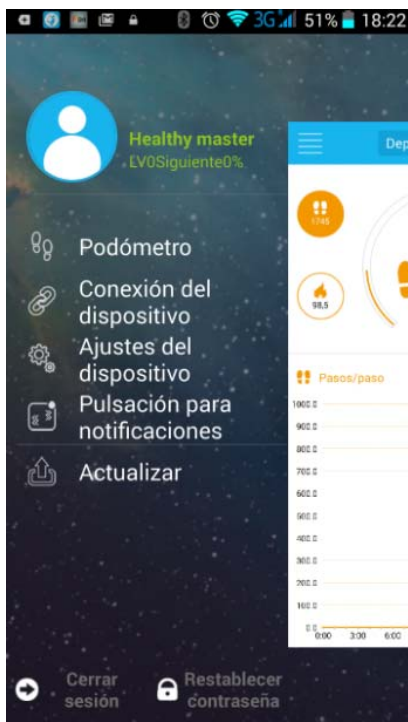 3G 51% 18:22
Healthy master
LV0Siguiente0%
Dep
1745
98,5
Podómetro
Conexión del
dispositivo
Ajustes del
dispositivo
Pulsación para
notificaciones
Actualizar
Pasos/paso
1000.0
900.0
800.0
700.0
600.0
500.0
400.0
300.0
200.0
100.0
0.0
0:00 3:30 6:00
Cerrar
sesión
Restablecer
contraseña